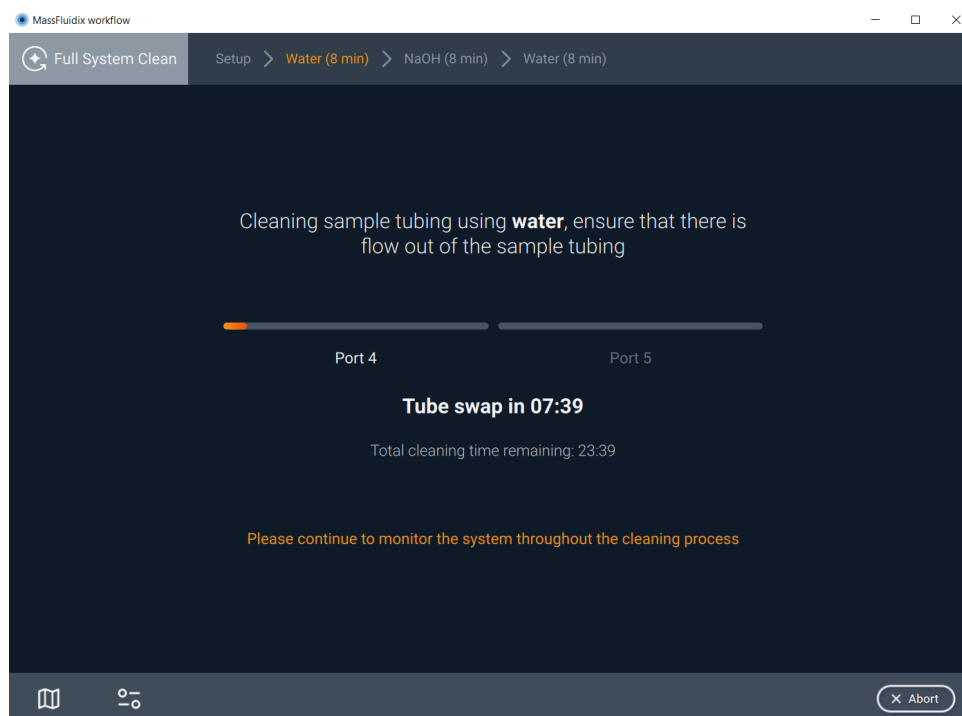 MassFluidix workflow
Full System Clean
Setup > Water (8 min) > NaOH (8 min) > Water (8 min)
Cleaning sample tubing using water, ensure that there is
flow out of the sample tubing
Port 4
Port 5
Tube swap in 07:39
Total cleaning time remaining: 23:39
Please continue to monitor the system throughout the cleaning process
Abort